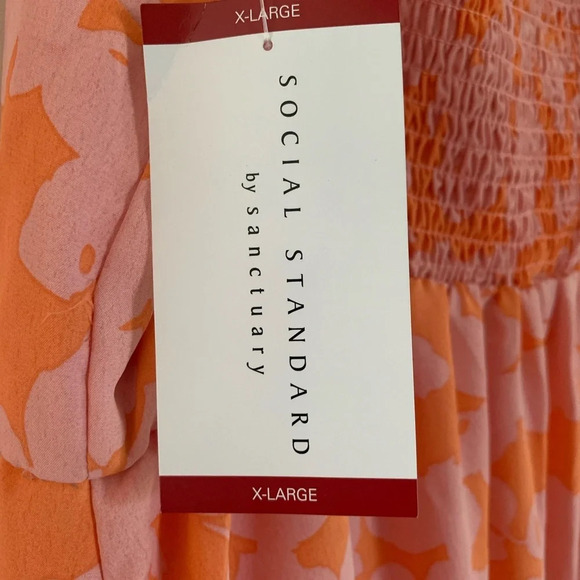 X-LARGE
SOCIAL STANDARD
by sanctuary
X-LARGE